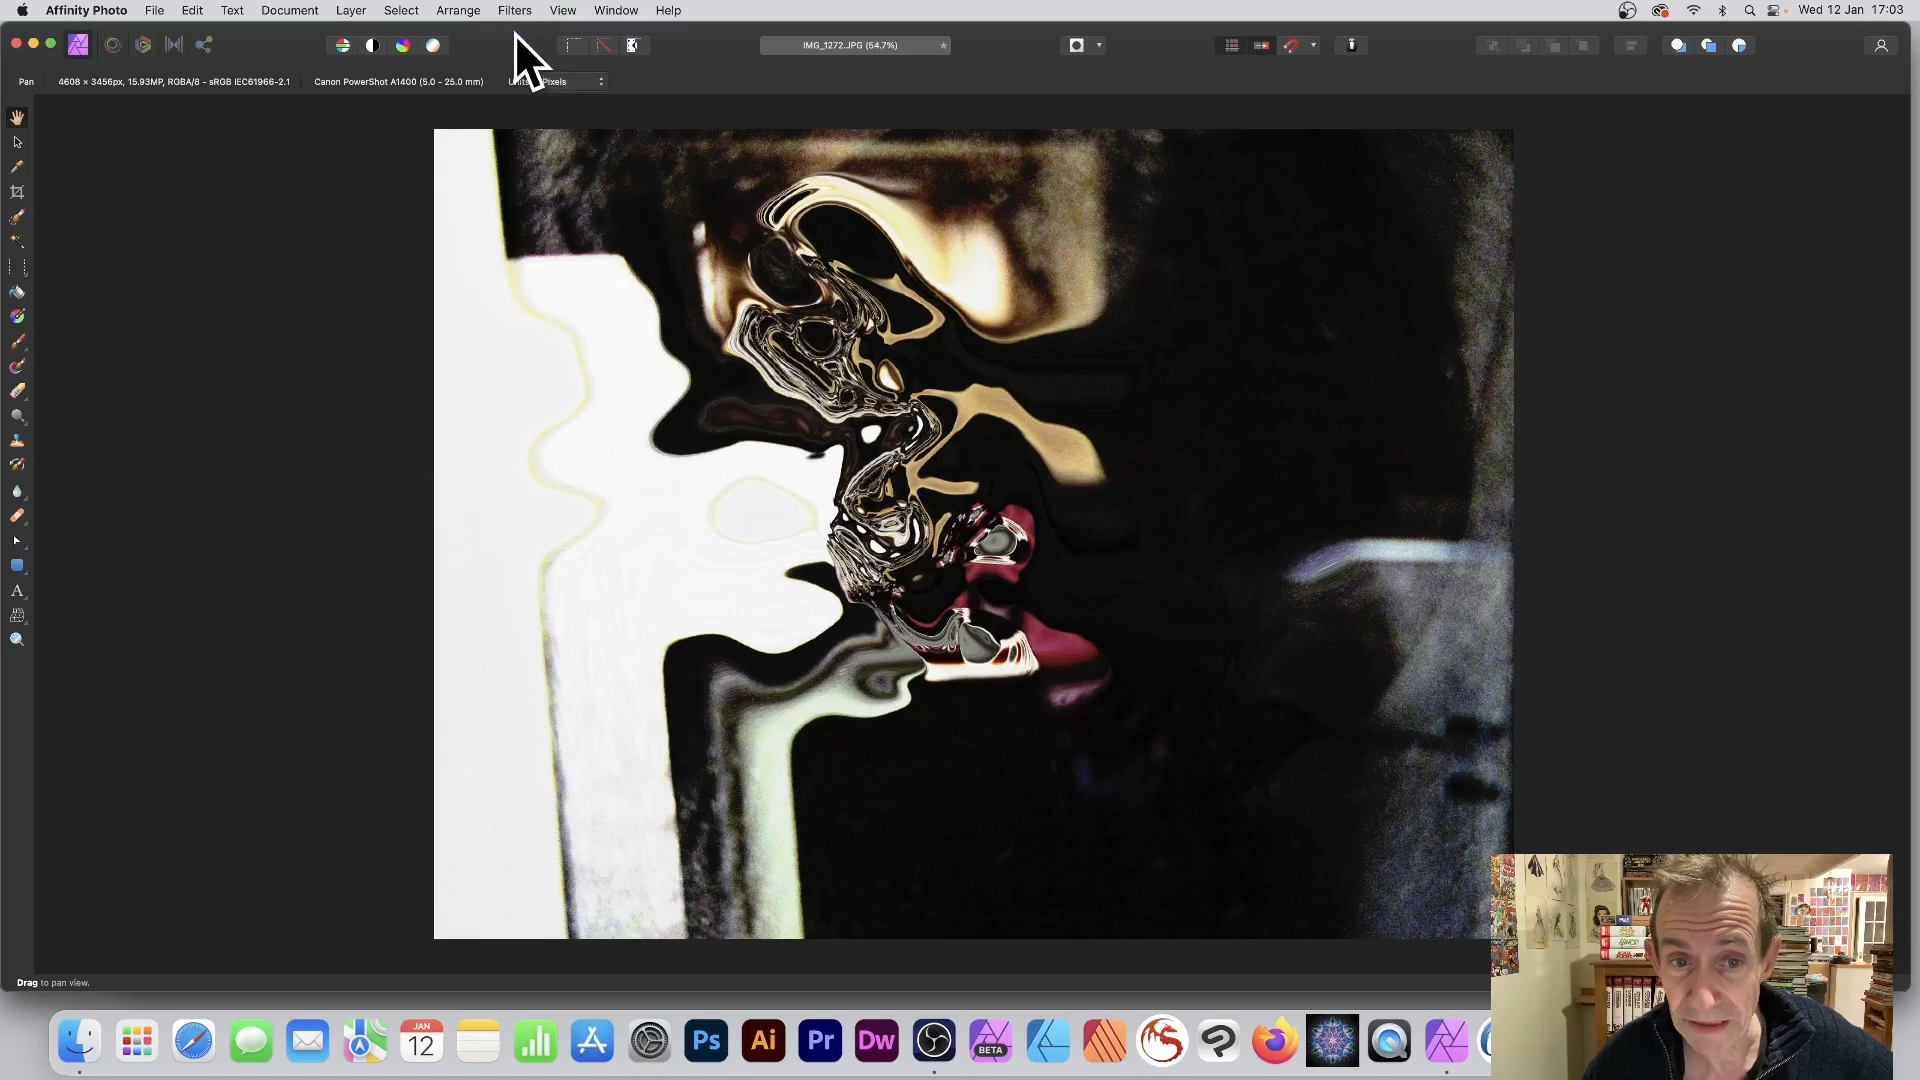 Affinity Photo File Edit Text Document Layer Select Arrange Filters View Window Help Wed 12 Jan 17:03
IMG_1272.JPG (54.7%)
Pan 4608 × 3456px, 15.93MP, RGBA/8 - sRGB IEC61966-2.1 Canon PowerShot A1400 (5.0 - 25.0 mm) Pixels
A
Drag to pan view.
JAN
12
Ps Ai Pr Dw
BETA